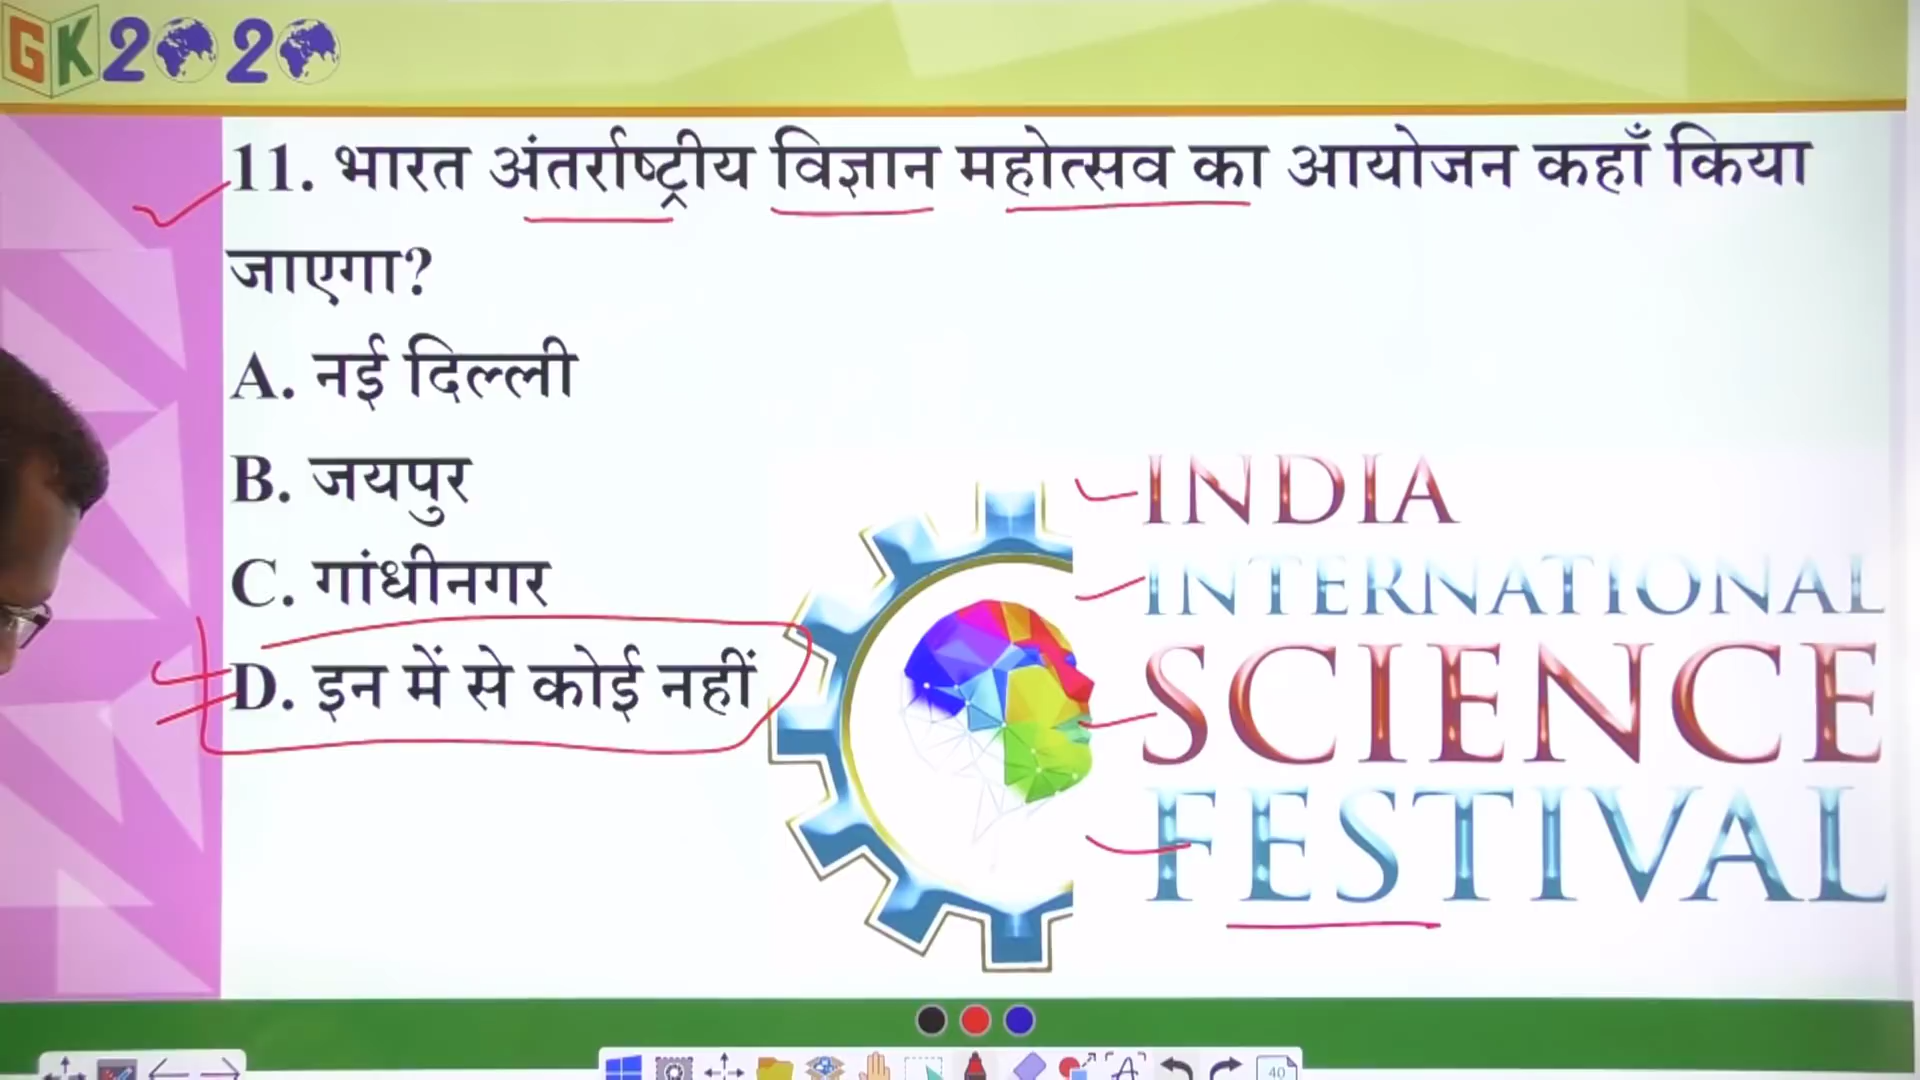 GK2020
11. भारत अंतर्राष्ट्रीय विज्ञान महोत्सव का आयोजन कहाँ किया
जाएगा?
A. नई दिल्ली
B. जयपुर
C. गांधीनगर
D. इन में से कोई नहीं
INDIA
INTERNATIONAL
SCIENCE
FESTIVAL
40